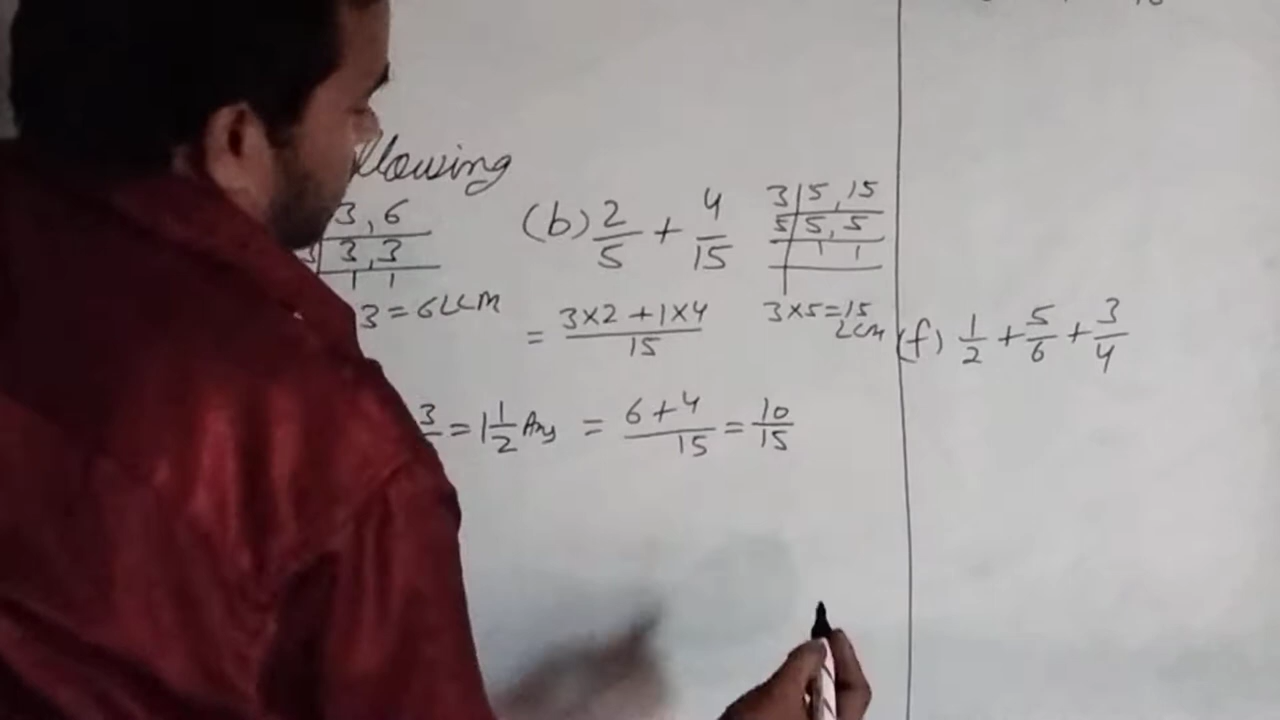 llowing
3, 6
3, 3
1 1
3 = 6 LCM
3 = 1 1/2 Ans
(b) 2/5 + 4/15
3 | 5, 15
5 | 5, 5
1 1
3×5=15
LCM
= 3×2 + 1×4 / 15
= 6+4 / 15 = 10/15
(f) 1/2 + 5/6 + 3/4